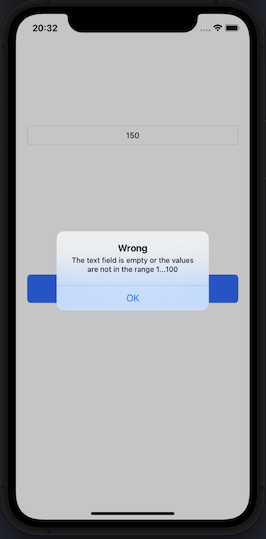 20:32
150
Wrong
The text field is empty or the values
are not in the range 1...100
OK